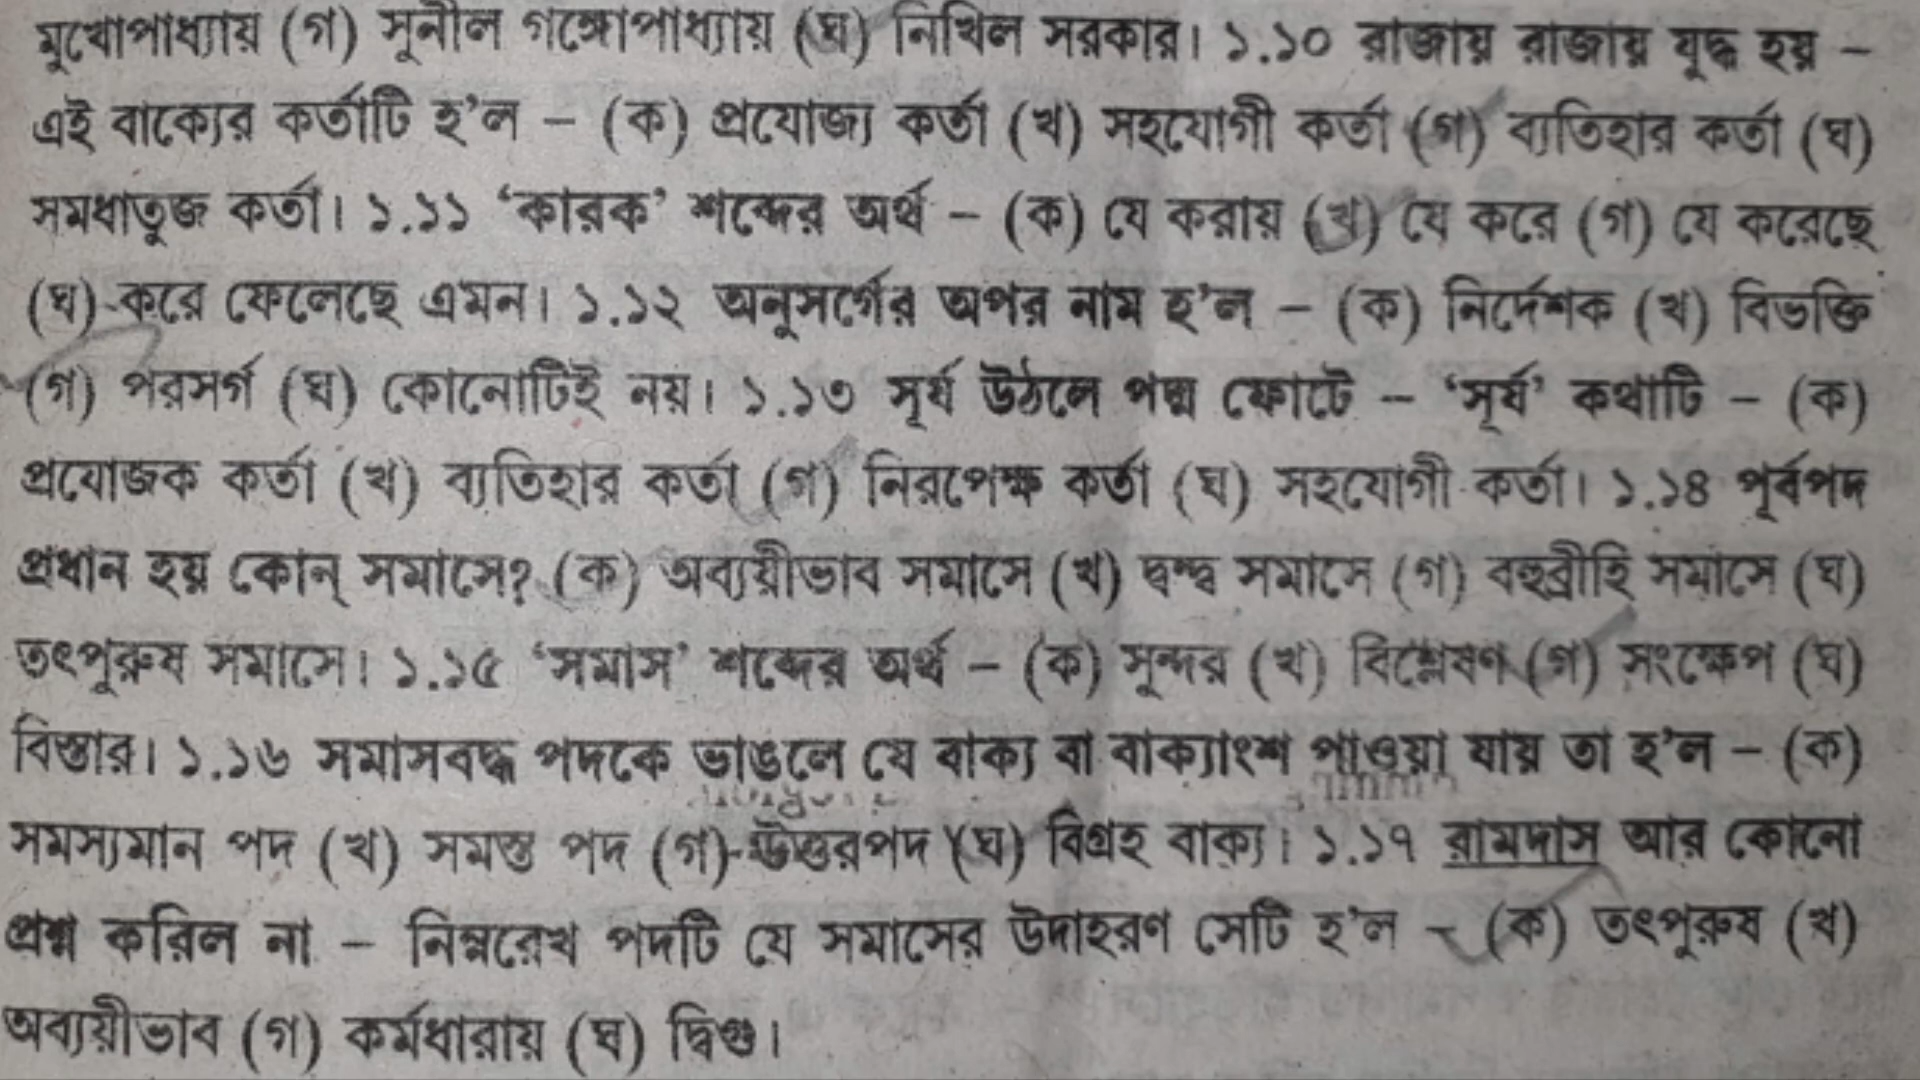 মুখোপাধ্যায় (গ) সুনীল গঙ্গোপাধ্যায় (ঘ) নিখিল সরকার। ১.১০ রাজায় রাজায় যুদ্ধ হয় –
এই বাক্যের কর্তাটি হ’ল – (ক) প্রযোজ্য কর্তা (খ) সহযোগী কর্তা (গ) ব্যতিহার কর্তা (ঘ)
সমধাতুজ কর্তা। ১.১১ ‘কারক’ শব্দের অর্থ – (ক) যে করায় (খ) যে করে (গ) যে করেছে
(ঘ) করে ফেলেছে এমন। ১.১২ অনুসর্গের অপর নাম হ’ল – (ক) নির্দেশক (খ) বিভক্তি
(গ) পরসর্গ (ঘ) কোনোটিই নয়। ১.১৩ সূর্য উঠলে পদ্ম ফোটে – ‘সূর্য’ কথাটি – (ক)
প্রযোজক কর্তা (খ) ব্যতিহার কর্তা (গ) নিরপেক্ষ কর্তা (ঘ) সহযোগী কর্তা। ১.১৪ পূর্বপদ
প্রধান হয় কোন্ সমাসে? (ক) অব্যয়ীভাব সমাসে (খ) দ্বন্দ্ব সমাসে (গ) বহুব্রীহি সমাসে (ঘ)
তৎপুরুষ সমাসে। ১.১৫ ‘সমাস’ শব্দের অর্থ – (ক) সুন্দর (খ) বিশ্লেষণ (গ) সংক্ষেপ (ঘ)
বিস্তার। ১.১৬ সমাসবদ্ধ পদকে ভাঙলে যে বাক্য বা বাক্যাংশ পাওয়া যায় তা হ’ল – (ক)
সমস্যমান পদ (খ) সমস্ত পদ (গ) উত্তরপদ (ঘ) বিগ্রহ বাক্য। ১.১৭ রামদাস আর কোনো
প্রশ্ন করিল না – নিম্নরেখ পদটি যে সমাসের উদাহরণ সেটি হ’ল – (ক) তৎপুরুষ (খ)
অব্যয়ীভাব (গ) কর্মধারায় (ঘ) দ্বিগু।